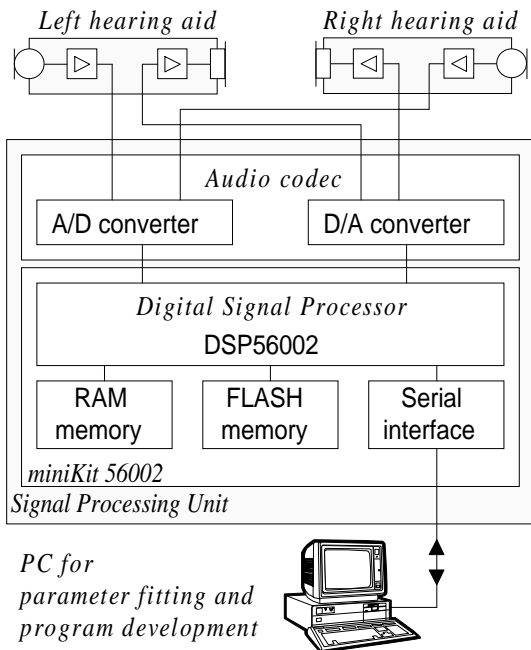 Left hearing aid
Right hearing aid
Audio codec
A/D converter
D/A converter
Digital Signal Processor
DSP56002
RAM
memory
FLASH
memory
Serial
interface
miniKit 56002
Signal Processing Unit
PC for
parameter fitting and
program development